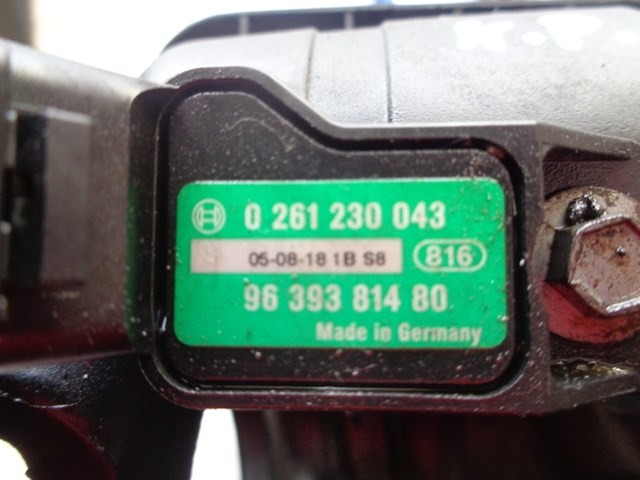 0 261 230 043
05-08-18 1B S8 816
96 393 814 80
Made in Germany